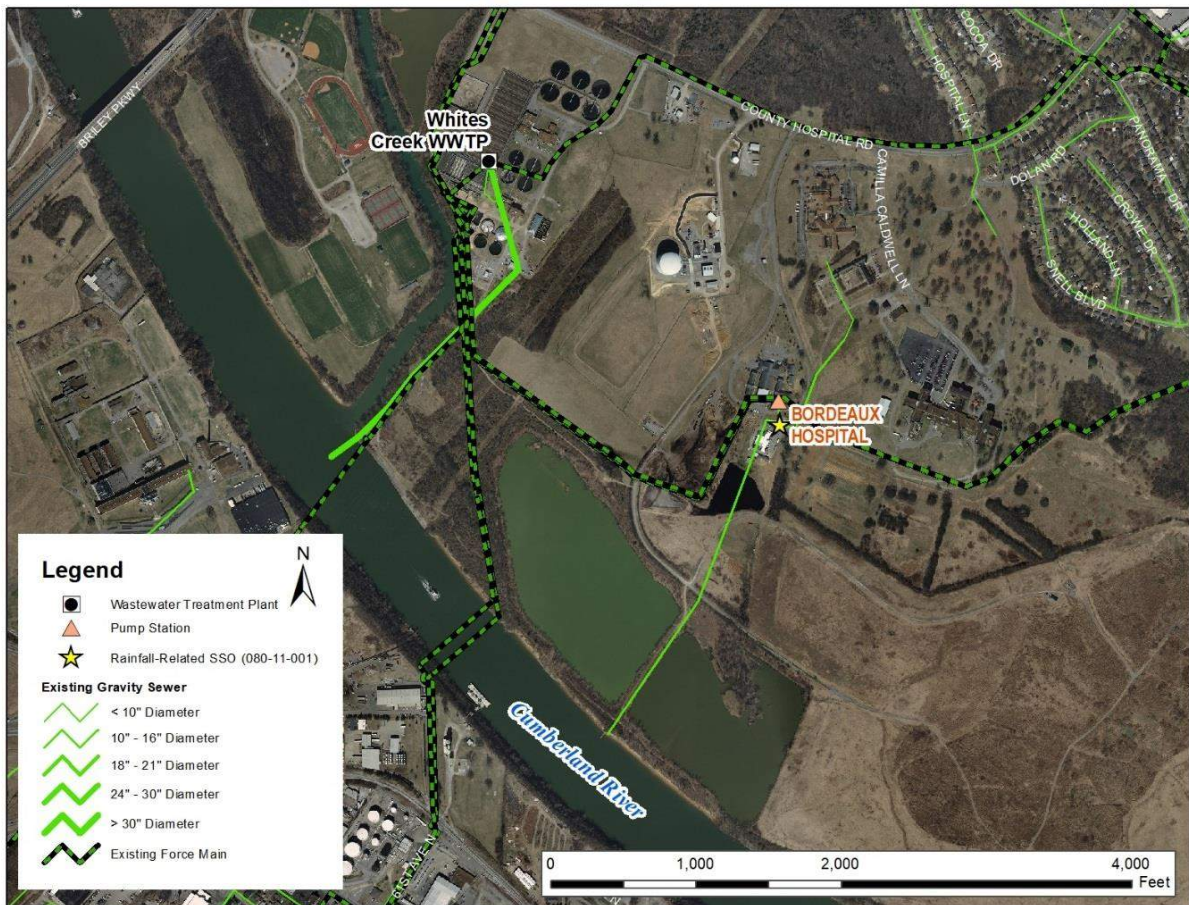 COCOA DR
HOSPITAL LN
BRILEY PKWY
Whites
Creek WWTP
COUNTY HOSPITAL RD
CAMILLA CALDWELL LN
DOLAN RD
PANORAMA DR
CROWE DR
HOLLAND LN
SNELL BLVD
BORDEAUX
HOSPITAL
Legend
N
Wastewater Treatment Plant
Pump Station
Rainfall-Related SSO (080-11-001)
Existing Gravity Sewer
< 10" Diameter
10" - 16" Diameter
18" - 21" Diameter
24" - 30" Diameter
> 30" Diameter
Existing Force Main
Cumberland River
61ST AVE N
0 1,000 2,000 4,000
Feet